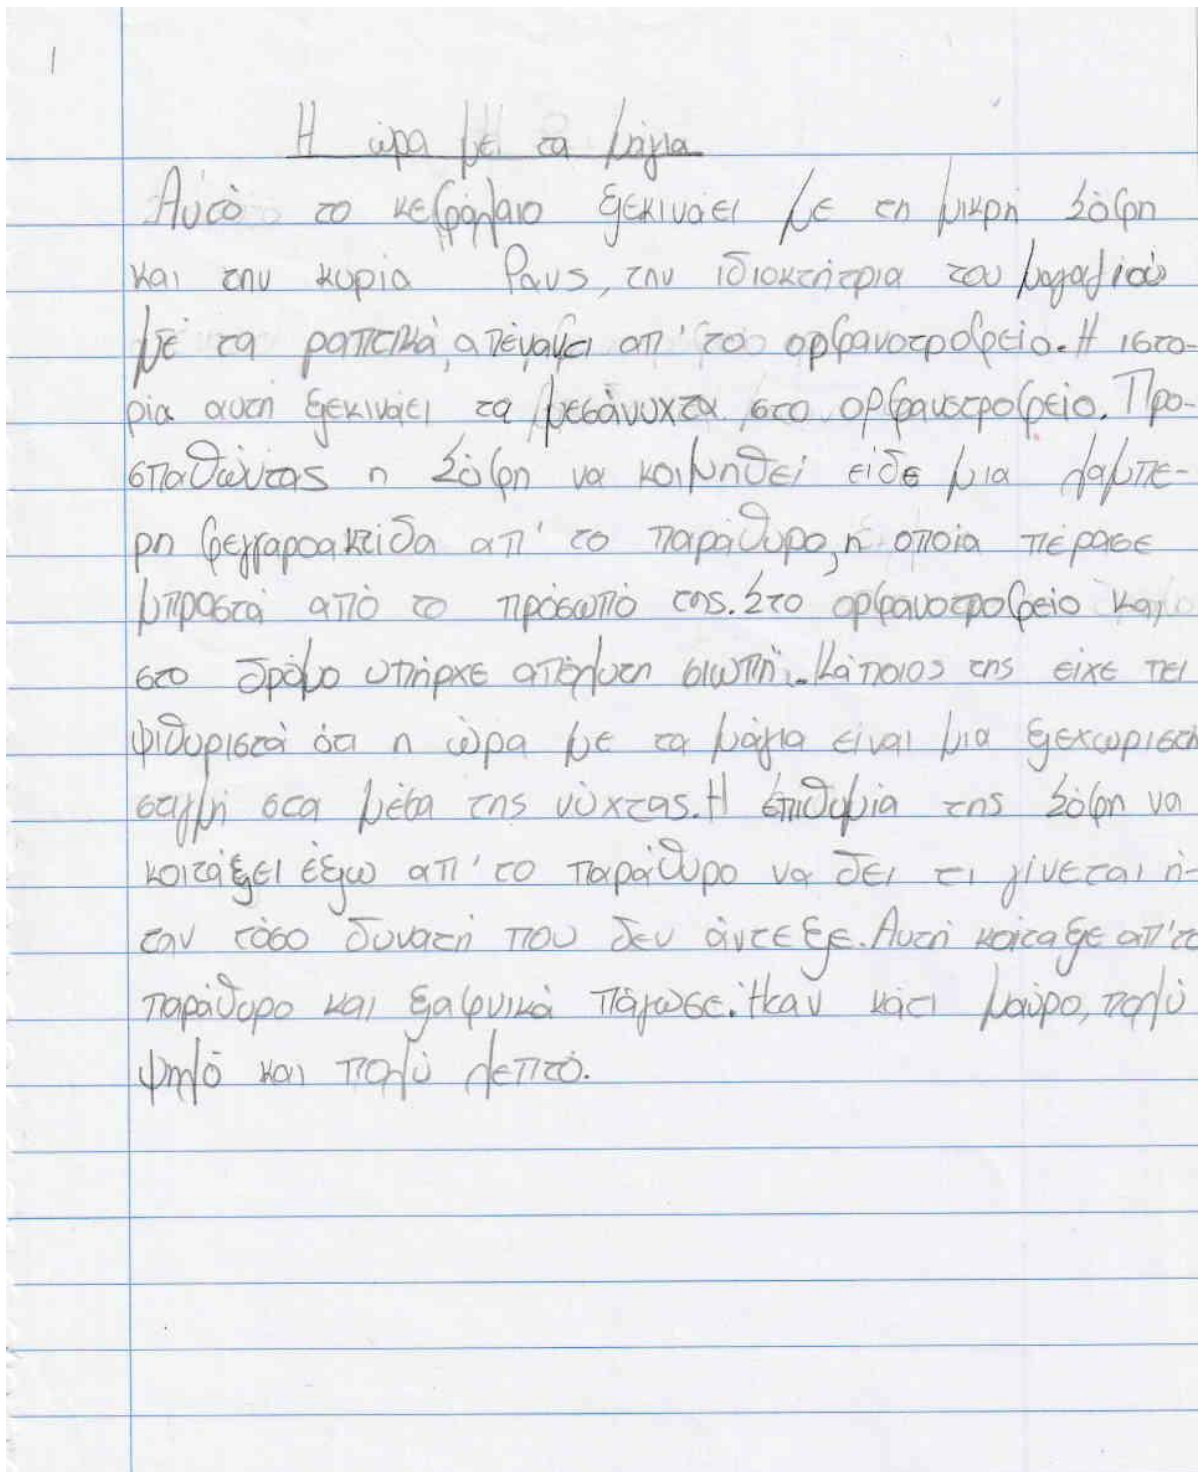 1
Η ώρα μει τα μάγια
Αυτό το κεφάλαιο ξεκινάει με τη μικρή Σόφη
και την κυρία Ρανς, την ιδιοκτήτρια του μαγαζιού
με τα ραπτικά, απέναντι απ' το ορφανοτροφείο. Η ιστο-
ρία αυτή ξεκινάει τα μεσάνυχτα στο ορφανοτροφείο. Προ-
σπαθώντας η Σόφη να κοιμηθεί είδε μια λαμπε-
ρη φεγγαροακτίδα απ' το παράθυρο, η οποία πέρασε
μπροστά από το πρόσωπό της. Στο ορφανοτροφείο και
στο δρόμο υπήρχε απόλυτη σιωπή. Κάποιος της είχε πει
ψιθυριστά ότι η ώρα με τα μάγια είναι μια ξεχωριστή
στιγμή στα μέσα της νύχτας. Η επιθυμία της Σόφη να
κοιτάξει έξω απ' το παράθυρο να δει τι γίνεται ή-
ταν τόσο δυνατή που δεν άντεξε. Αυτή κοίταξε απ' το
παράθυρο και ξαφνικά πάγωσε. Ήταν κάτι μαύρο, πολύ
ψηλό και πολύ λεπτό.